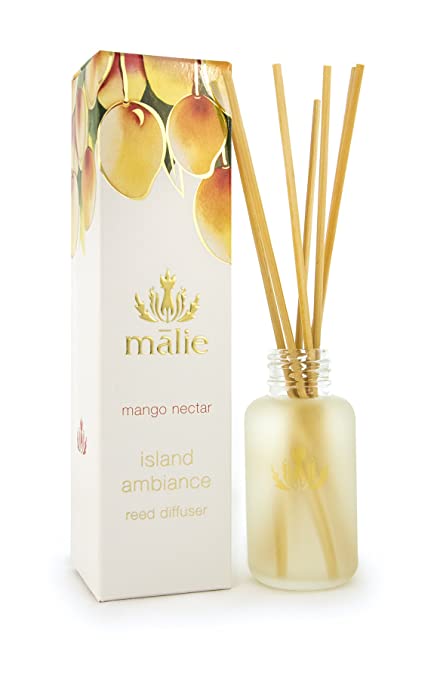 mālie
mango nectar
island
ambiance
reed diffuser